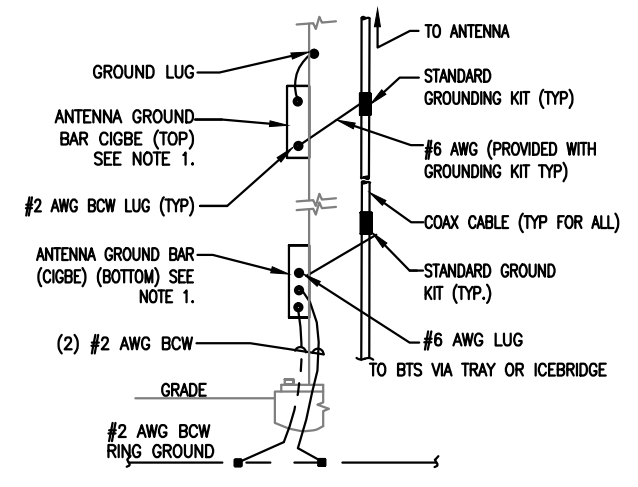 TO ANTENNA
GROUND LUG
STANDARD
GROUNDING KIT (TYP)
ANTENNA GROUND
BAR CIGBE (TOP)
SEE NOTE 1.
#6 AWG (PROVIDED WITH
GROUNDING KIT TYP)
#2 AWG BCW LUG (TYP)
COAX CABLE (TYP FOR ALL)
ANTENNA GROUND BAR
(CIGBE) (BOTTOM) SEE
NOTE 1.
STANDARD GROUND
KIT (TYP.)
(2) #2 AWG BCW
#6 AWG LUG
TO BTS VIA TRAY OR ICEBRIDGE
GRADE
#2 AWG BCW
RING GROUND